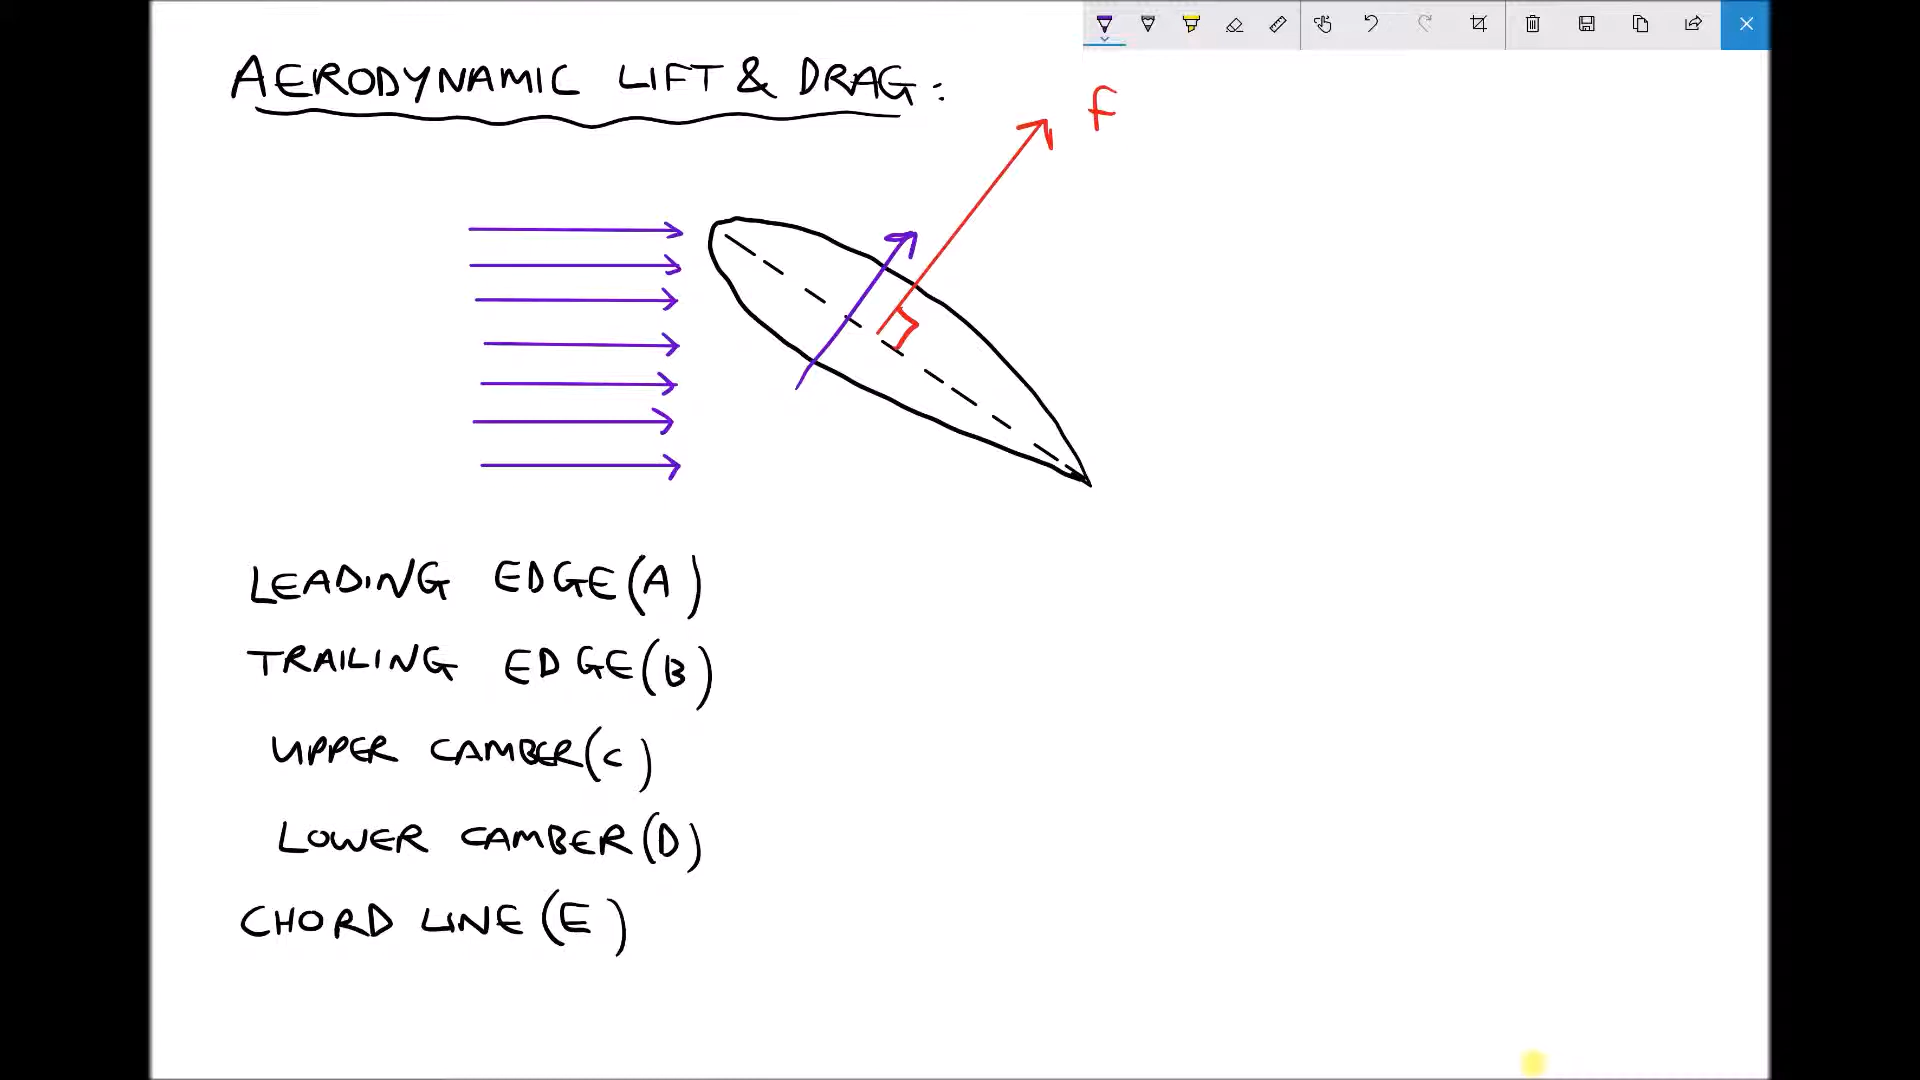 AERODYNAMIC LIFT & DRAG:
F
LEADING EDGE (A)
TRAILING EDGE (B)
UPPER CAMBER (C)
LOWER CAMBER (D)
CHORD LINE (E)